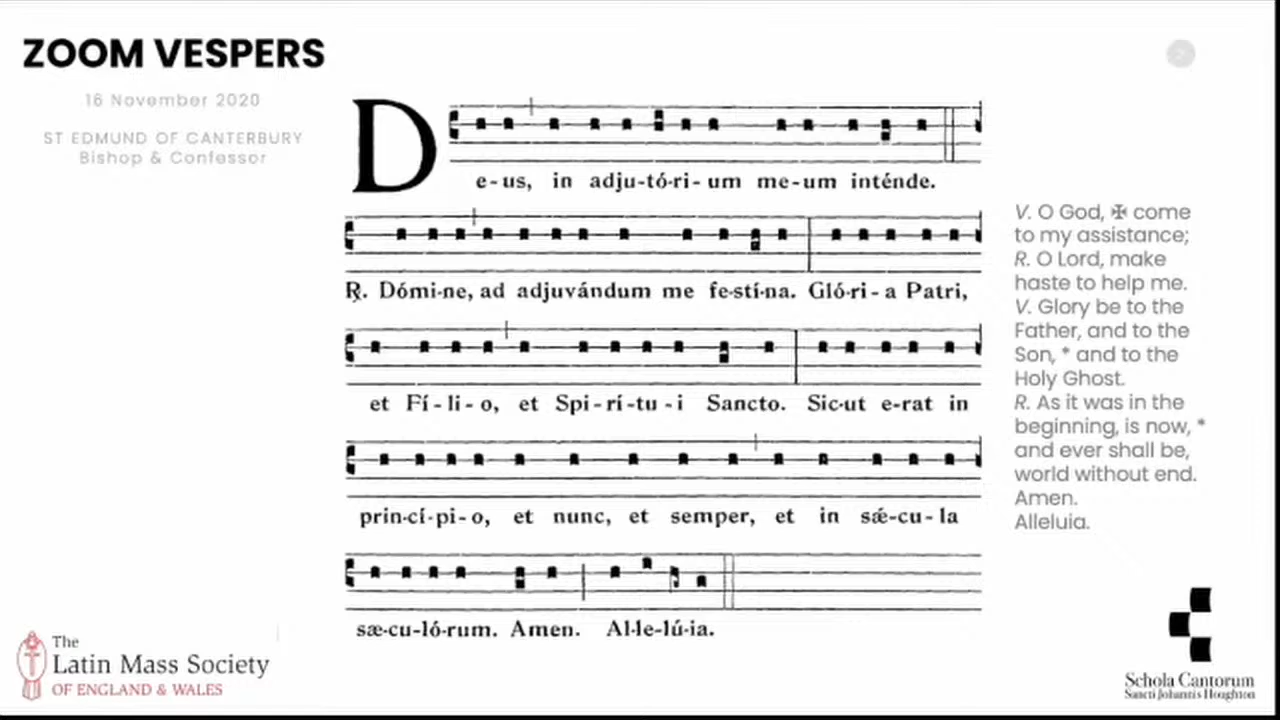 ZOOM VESPERS
16 November 2020
ST EDMUND OF CANTERBURY
Bishop & Confessor
De-us, in adju-tó-ri-um me-um inténde.
℟. Dómi-ne, ad adjuvándum me fe-stí-na. Gló-ri-a Patri,
et Fí-li-o, et Spi-rí-tu-i Sancto. Sic-ut e-rat in
prin-cí-pi-o, et nunc, et semper, et in sǽ-cu-la
sæ-cu-ló-rum. Amen. Al-le-lú-ia.
V. O God, ✠ come
to my assistance;
R. O Lord, make
haste to help me.
V. Glory be to the
Father, and to the
Son, * and to the
Holy Ghost.
R. As it was in the
beginning, is now, *
and ever shall be,
world without end.
Amen.
Alleluia.
The
Latin Mass Society
OF ENGLAND & WALES
Schola Cantorum
Sancti Johannis Houghton